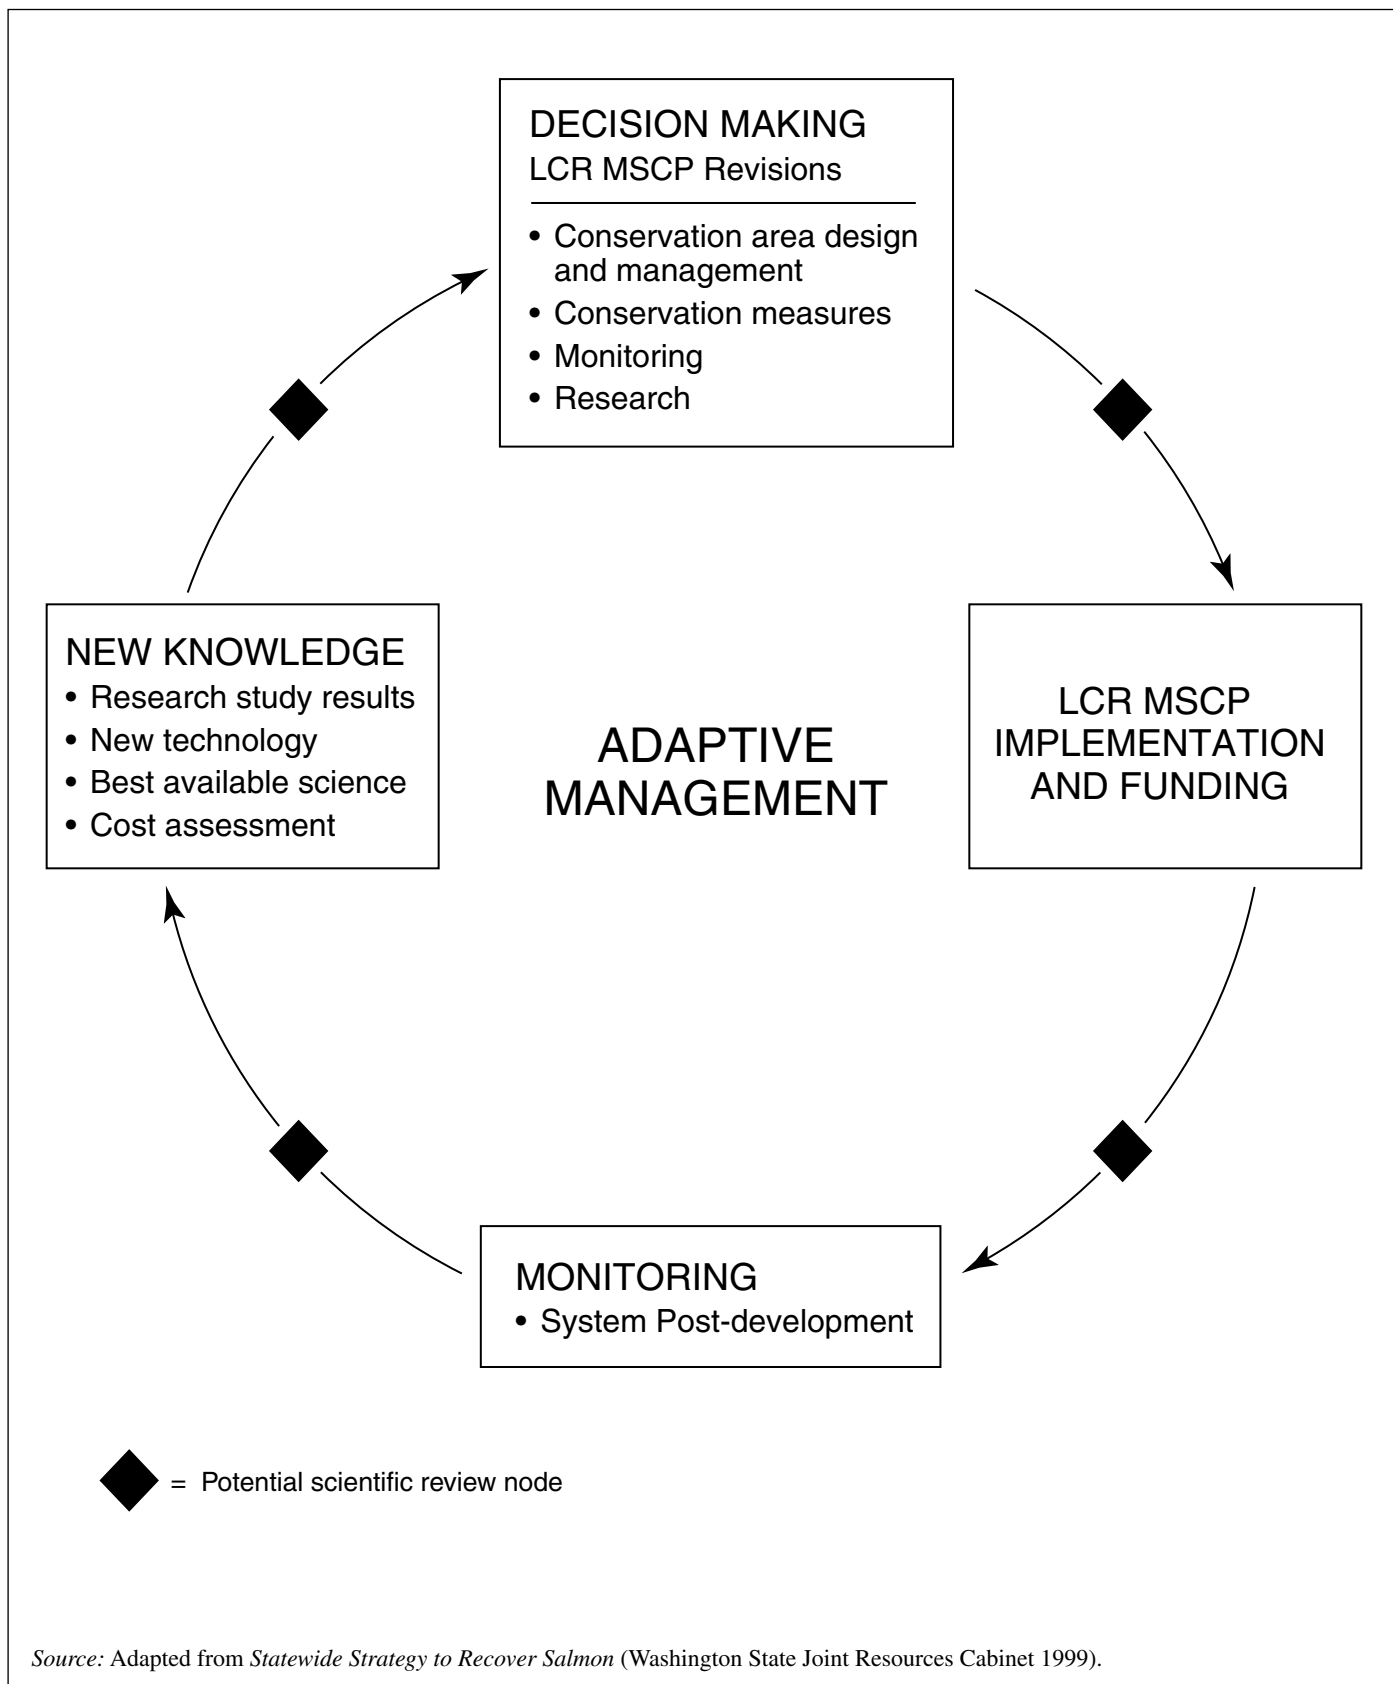 DECISION MAKING
LCR MSCP Revisions
• Conservation area design
and management
• Conservation measures
• Monitoring
• Research
NEW KNOWLEDGE
• Research study results
• New technology
• Best available science
• Cost assessment
ADAPTIVE
MANAGEMENT
LCR MSCP
IMPLEMENTATION
AND FUNDING
MONITORING
• System Post-development
= Potential scientific review node
Source: Adapted from Statewide Strategy to Recover Salmon (Washington State Joint Resources Cabinet 1999).